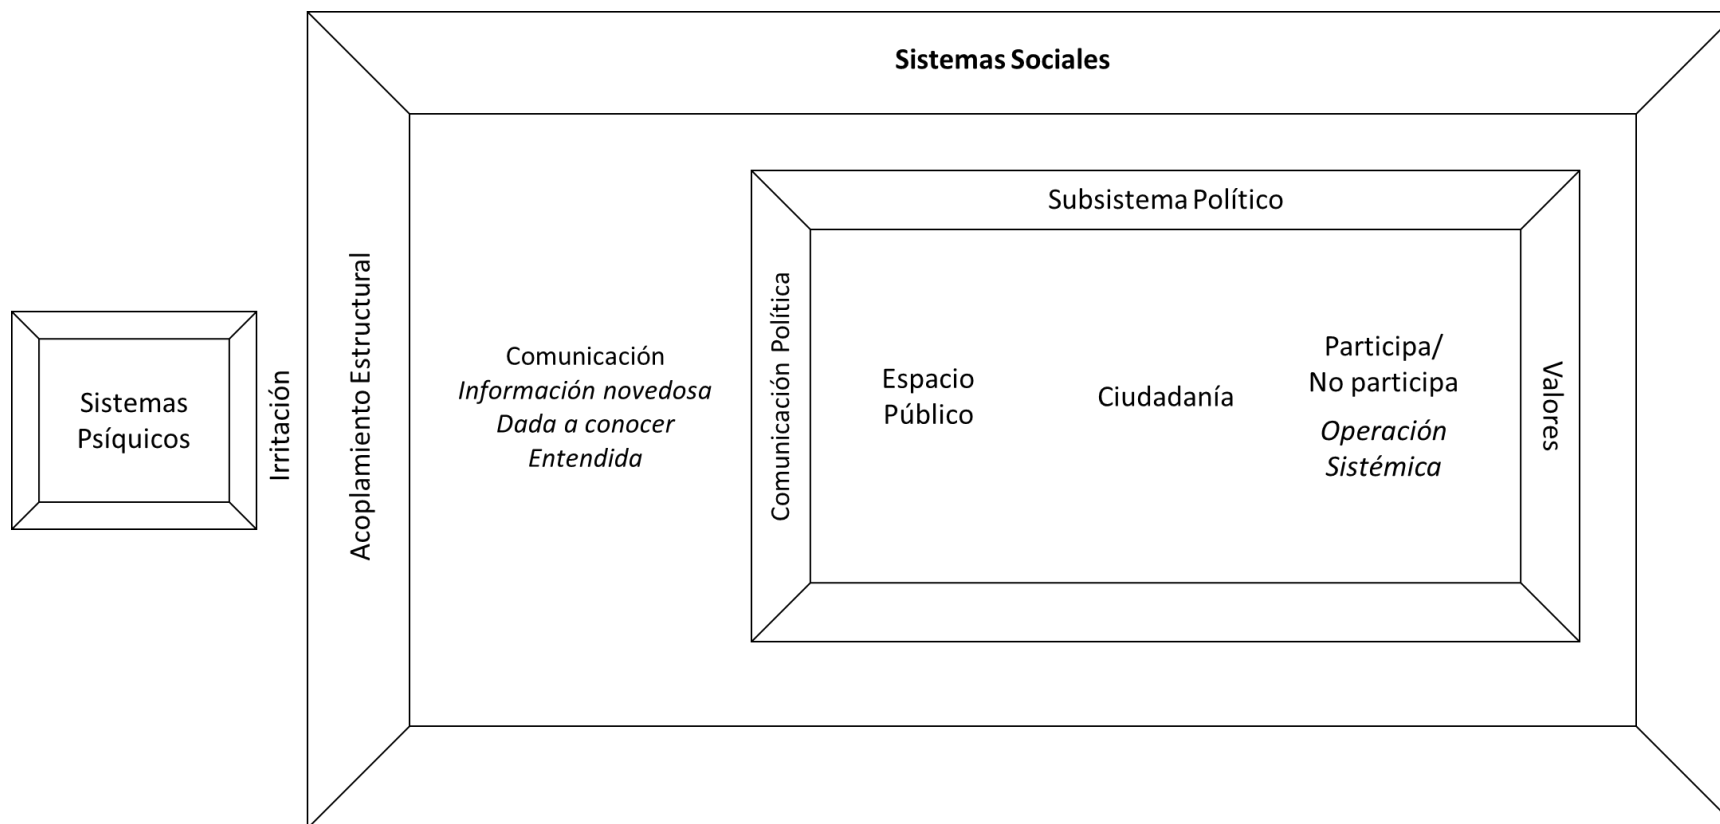 Sistemas Sociales
Sistemas
Psíquicos
Irritación
Acoplamiento Estructural
Comunicación
Información novedosa
Dada a conocer
Entendida
Subsistema Político
Comunicación Política
Espacio
Público
Ciudadanía
Participa/
No participa
Operación
Sistémica
Valores